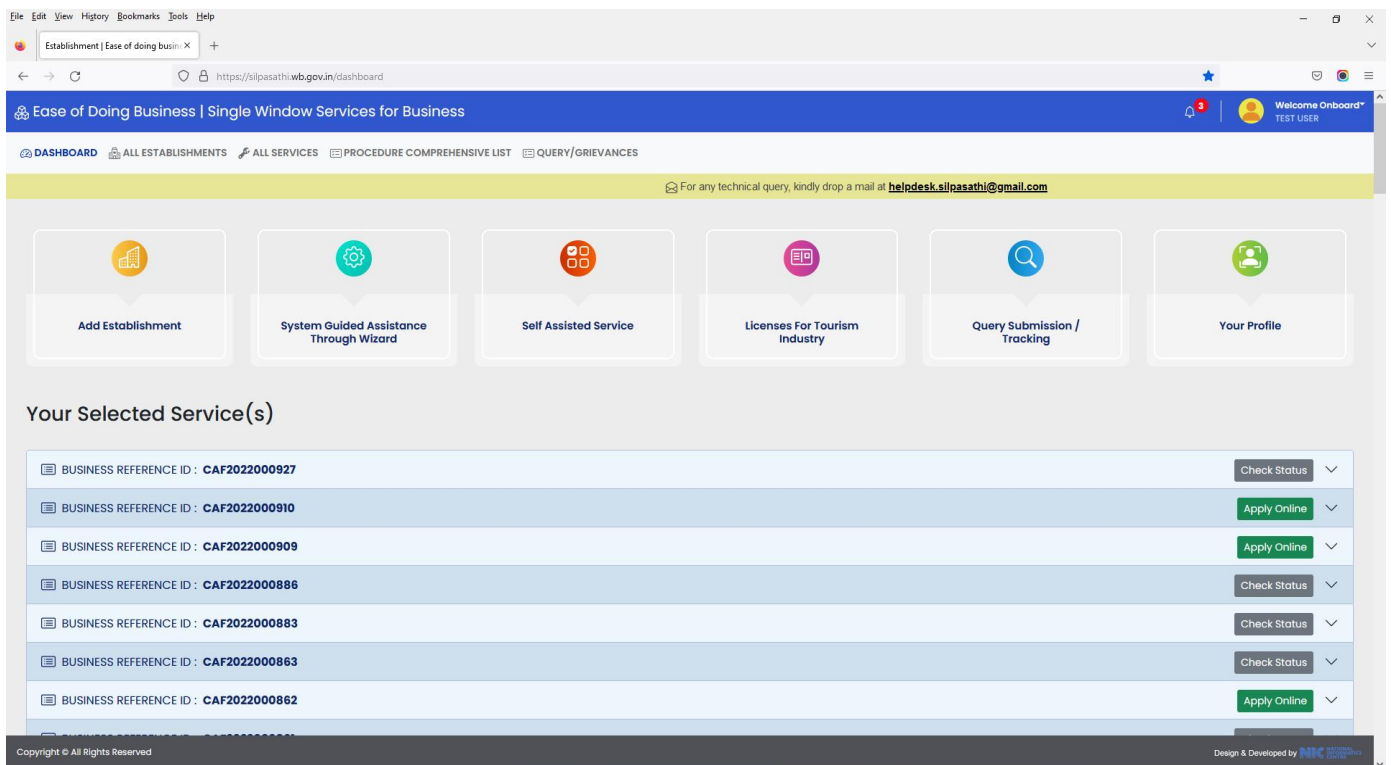 File Edit View History Bookmarks Tools Help
Establishment | Ease of doing busine
https://silpasathi.wb.gov.in/dashboard
Ease of Doing Business | Single Window Services for Business
3
Welcome Onboard
TEST USER
DASHBOARD ALL ESTABLISHMENTS ALL SERVICES PROCEDURE COMPREHENSIVE LIST QUERY/GRIEVANCES
For any technical query, kindly drop a mail at helpdesk.silpasathi@gmail.com
Add Establishment
System Guided Assistance
Through Wizard
Self Assisted Service
Licenses For Tourism
Industry
Query Submission /
Tracking
Your Profile
Your Selected Service(s)
BUSINESS REFERENCE ID : CAF2022000927 Check Status
BUSINESS REFERENCE ID : CAF2022000910 Apply Online
BUSINESS REFERENCE ID : CAF2022000909 Apply Online
BUSINESS REFERENCE ID : CAF2022000886 Check Status
BUSINESS REFERENCE ID : CAF2022000883 Check Status
BUSINESS REFERENCE ID : CAF2022000863 Check Status
BUSINESS REFERENCE ID : CAF2022000862 Apply Online
Copyright © All Rights Reserved
Design & Developed by NIC NATIONAL
INFORMATICS
CENTRE